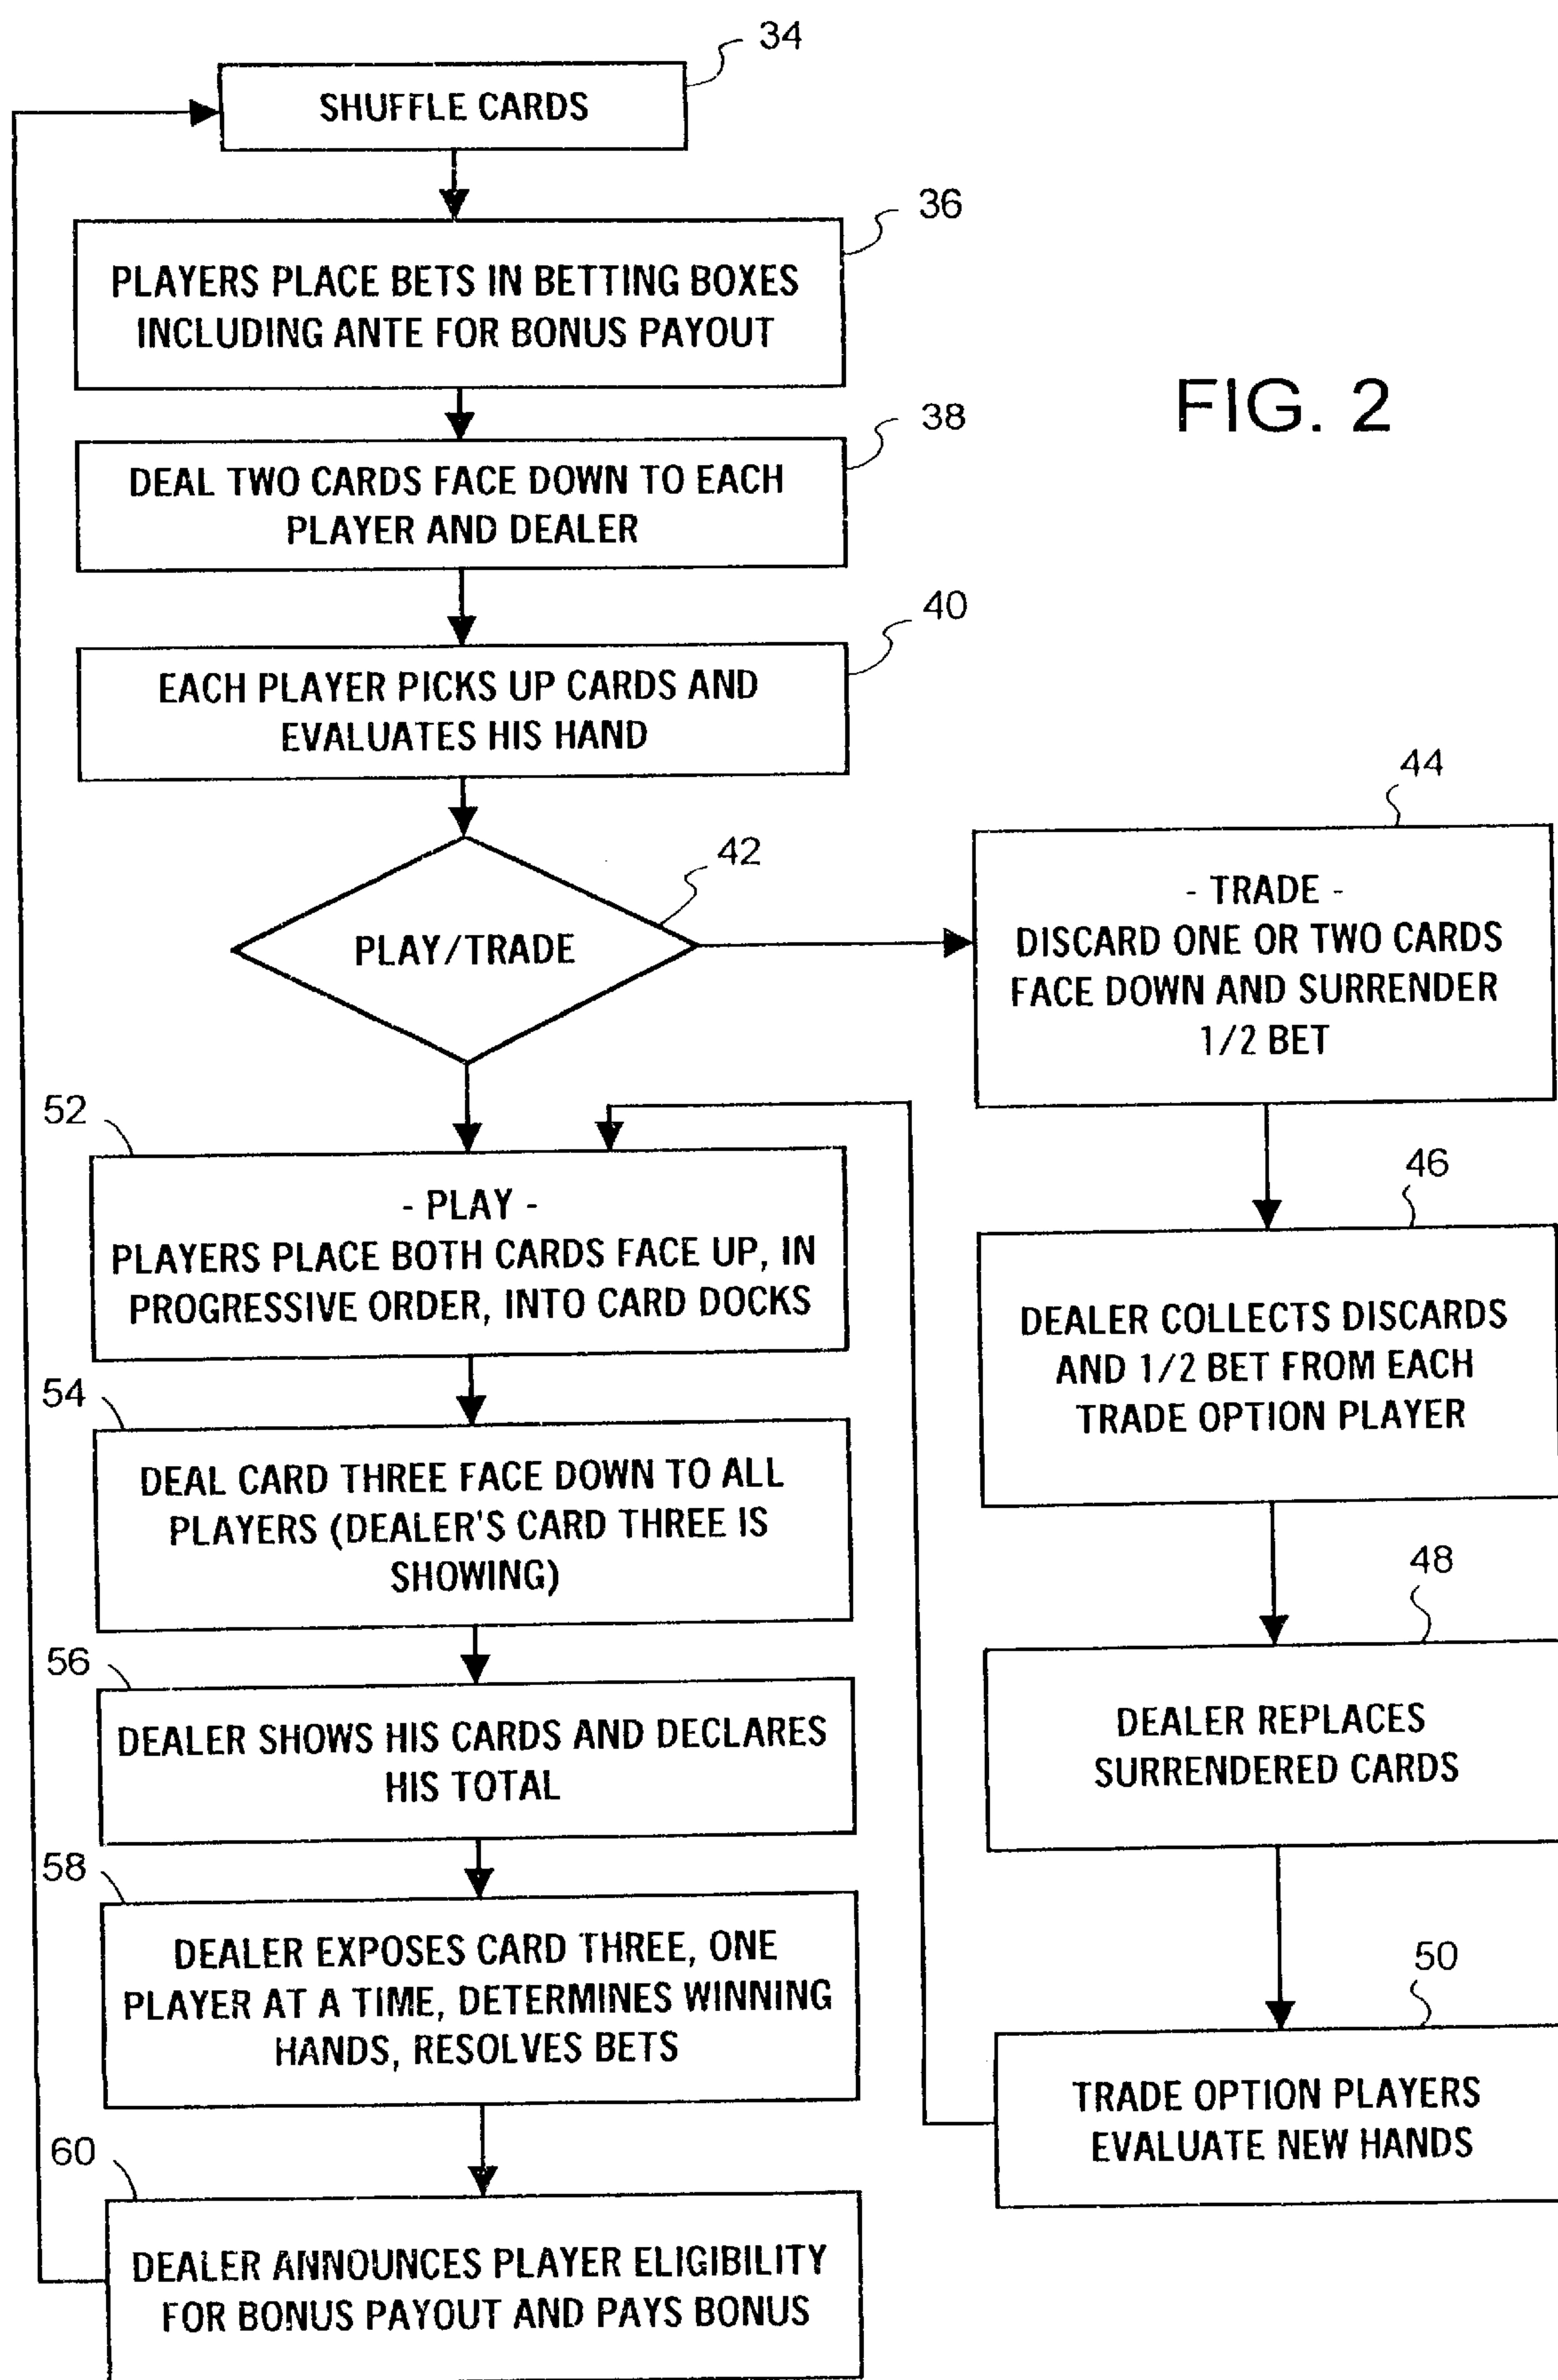 34
SHUFFLE CARDS
36
PLAYERS PLACE BETS IN BETTING BOXES
INCLUDING ANTE FOR BONUS PAYOUT
FIG. 2
38
DEAL TWO CARDS FACE DOWN TO EACH
PLAYER AND DEALER
40
EACH PLAYER PICKS UP CARDS AND
EVALUATES HIS HAND
42
PLAY/TRADE
44
- TRADE -
DISCARD ONE OR TWO CARDS
FACE DOWN AND SURRENDER
1/2 BET
46
DEALER COLLECTS DISCARDS
AND 1/2 BET FROM EACH
TRADE OPTION PLAYER
48
DEALER REPLACES
SURRENDERED CARDS
50
TRADE OPTION PLAYERS
EVALUATE NEW HANDS
52
- PLAY -
PLAYERS PLACE BOTH CARDS FACE UP, IN
PROGRESSIVE ORDER, INTO CARD DOCKS
54
DEAL CARD THREE FACE DOWN TO ALL
PLAYERS (DEALER'S CARD THREE IS
SHOWING)
56
DEALER SHOWS HIS CARDS AND DECLARES
HIS TOTAL
58
DEALER EXPOSES CARD THREE, ONE
PLAYER AT A TIME, DETERMINES WINNING
HANDS, RESOLVES BETS
60
DEALER ANNOUNCES PLAYER ELIGIBILITY
FOR BONUS PAYOUT AND PAYS BONUS